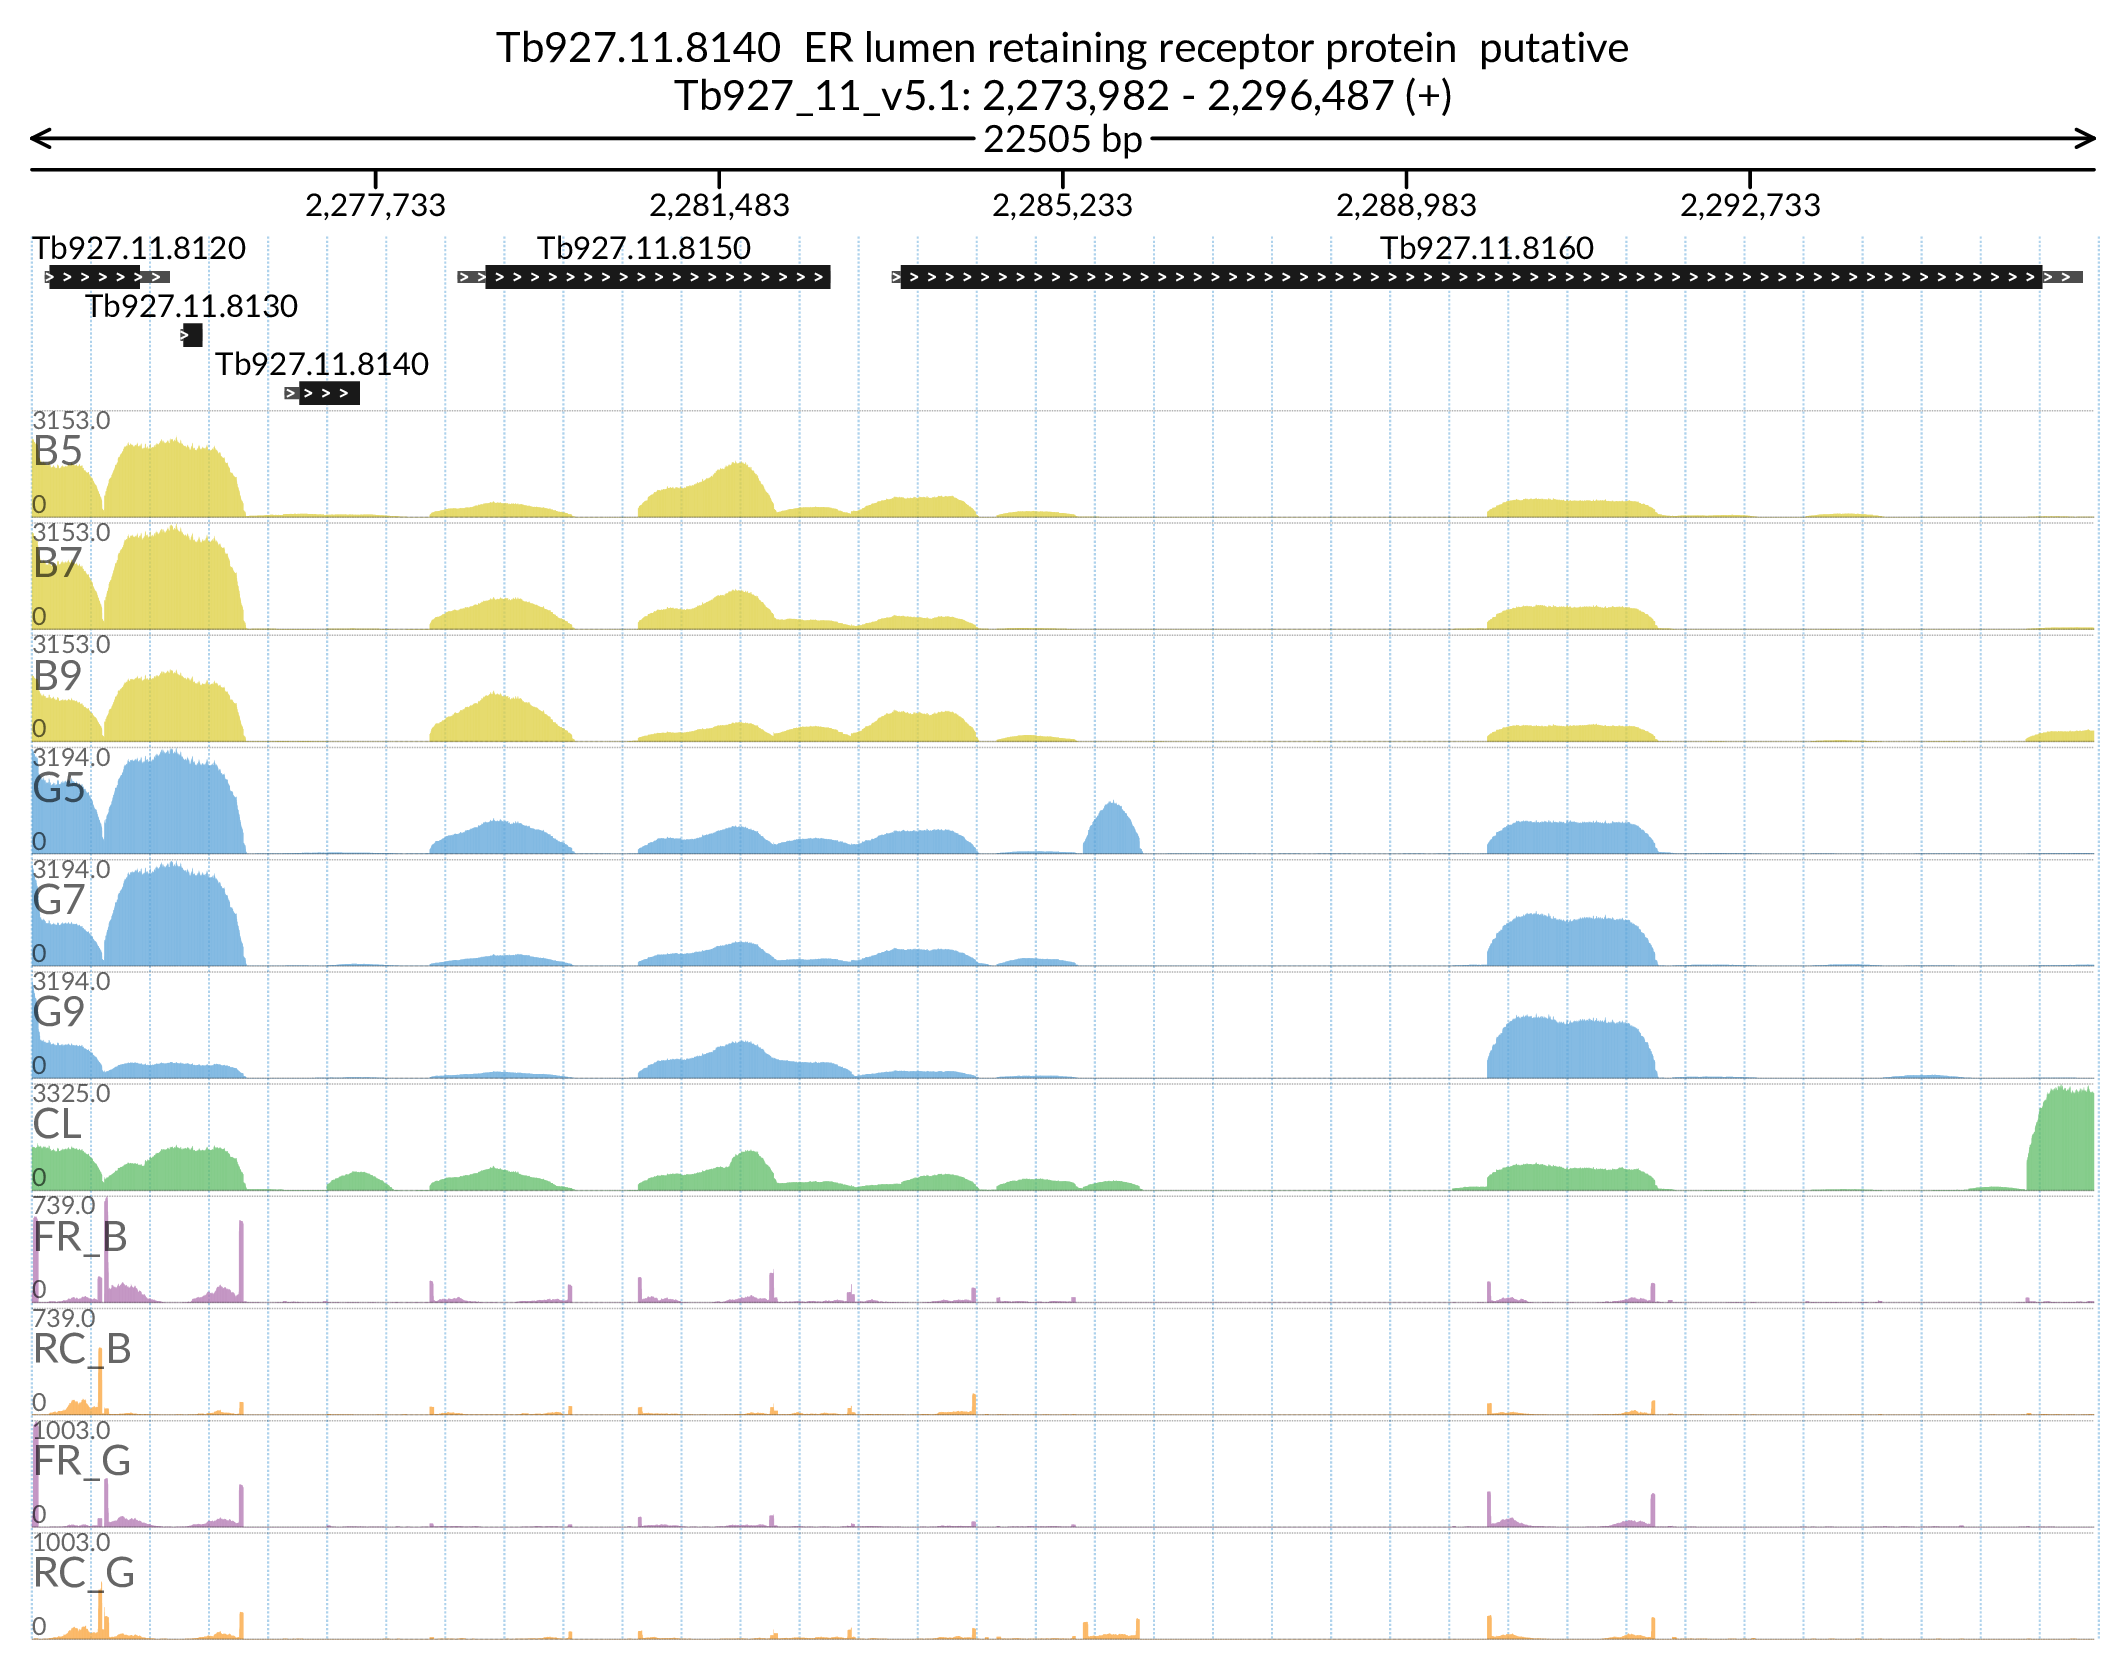 Tb927.11.8140  ER lumen retaining receptor protein  putative
Tb927_11_v5.1: 2,273,982 - 2,296,487 (+)
22505 bp
2,277,733 2,281,483 2,285,233 2,288,983 2,292,733
Tb927.11.8120 Tb927.11.8150 Tb927.11.8160
Tb927.11.8130
Tb927.11.8140
3153.0
B5
0
3153.0
B7
0
3153.0
B9
0
3194.0
G5
0
3194.0
G7
0
3194.0
G9
0
3325.0
CL
0
739.0
FR_B
0
739.0
RC_B
0
1003.0
FR_G
0
1003.0
RC_G
0